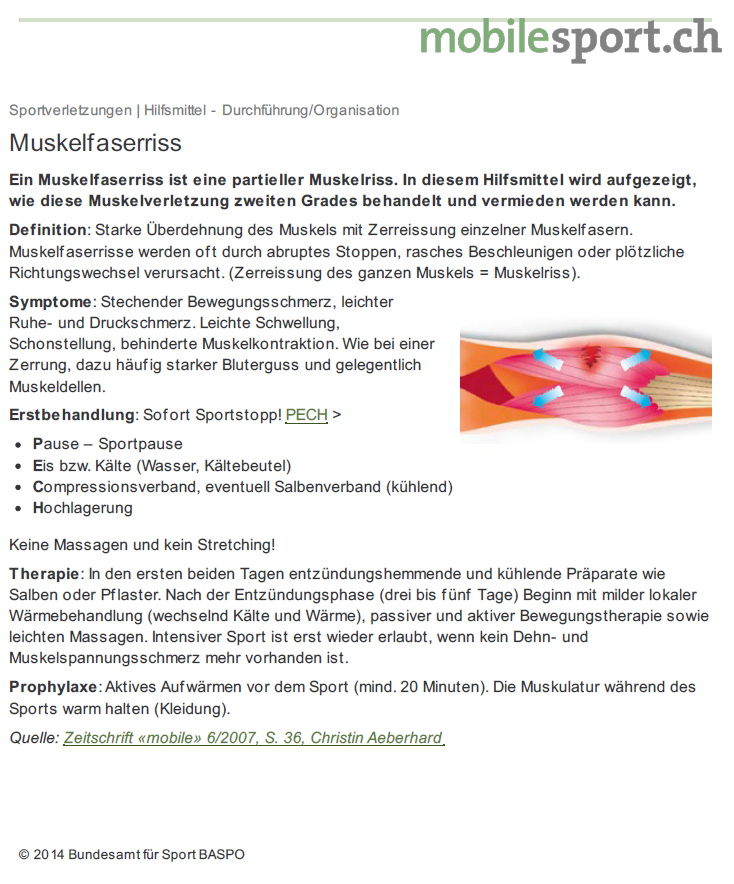 mobilesport.ch
Sportverletzungen | Hilfsmittel - Durchführung/Organisation
Muskelfaserriss
Ein Muskelfaserriss ist eine partieller Muskelriss. In diesem Hilfsmittel wird aufgezeigt,
wie diese Muskelverletzung zweiten Grades behandelt und vermieden werden kann.
Definition: Starke Überdehnung des Muskels mit Zerreissung einzelner Muskelfasern.
Muskelfaserrisse werden oft durch abruptes Stoppen, rasches Beschleunigen oder plötzliche
Richtungswechsel verursacht. (Zerreissung des ganzen Muskels = Muskelriss).
Symptome: Stechender Bewegungsschmerz, leichter
Ruhe- und Druckschmerz. Leichte Schwellung,
Schonstellung, behinderte Muskelkontraktion. Wie bei einer
Zerrung, dazu häufig starker Bluterguss und gelegentlich
Muskeldellen.
Erstbehandlung: Sofort Sportstopp! PECH >
• Pause – Sportpause
• Eis bzw. Kälte (Wasser, Kältebeutel)
• Compressionsverband, eventuell Salbenverband (kühlend)
• Hochlagerung
Keine Massagen und kein Stretching!
Therapie: In den ersten beiden Tagen entzündungshemmende und kühlende Präparate wie
Salben oder Pflaster. Nach der Entzündungsphase (drei bis fünf Tage) Beginn mit milder lokaler
Wärmebehandlung (wechselnd Kälte und Wärme), passiver und aktiver Bewegungstherapie sowie
leichten Massagen. Intensiver Sport ist erst wieder erlaubt, wenn kein Dehn- und
Muskelspannungsschmerz mehr vorhanden ist.
Prophylaxe: Aktives Aufwärmen vor dem Sport (mind. 20 Minuten). Die Muskulatur während des
Sports warm halten (Kleidung).
Quelle: Zeitschrift «mobile» 6/2007, S. 36, Christin Aeberhard
© 2014 Bundesamt für Sport BASPO